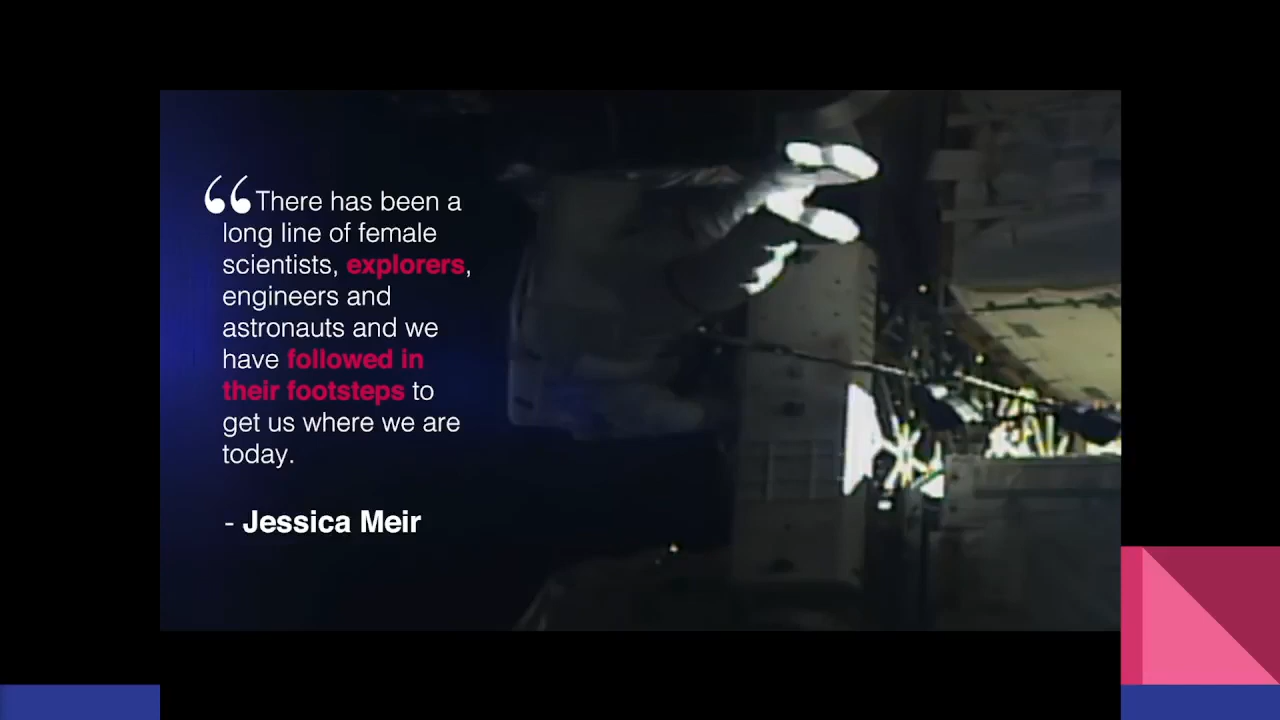 “There has been a
long line of female
scientists, explorers,
engineers and
astronauts and we
have followed in
their footsteps to
get us where we are
today.
- Jessica Meir